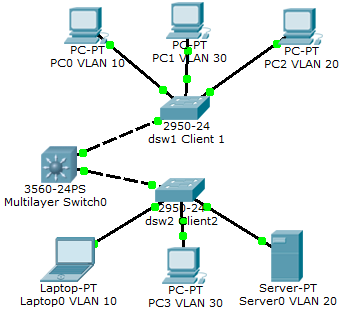 PC-PT
PC0 VLAN 10
PC-PT
PC1 VLAN 30
PC-PT
PC2 VLAN 20
2950-24
dsw1 Client 1
3560-24PS
Multilayer Switch0
2950-24
dsw2 Client2
Laptop-PT
Laptop0 VLAN 10
PC-PT
PC3 VLAN 30
Server-PT
Server0 VLAN 20